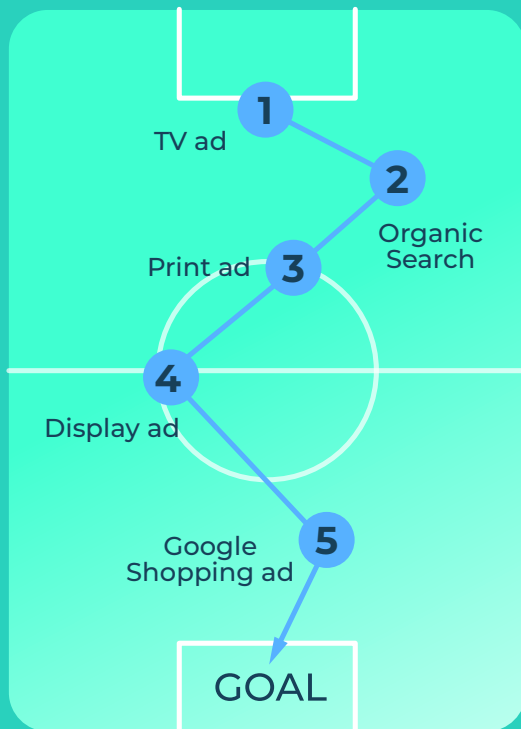 1
TV ad
2
Organic
Search
Print ad
3
4
Display ad
5
Google
Shopping ad
GOAL